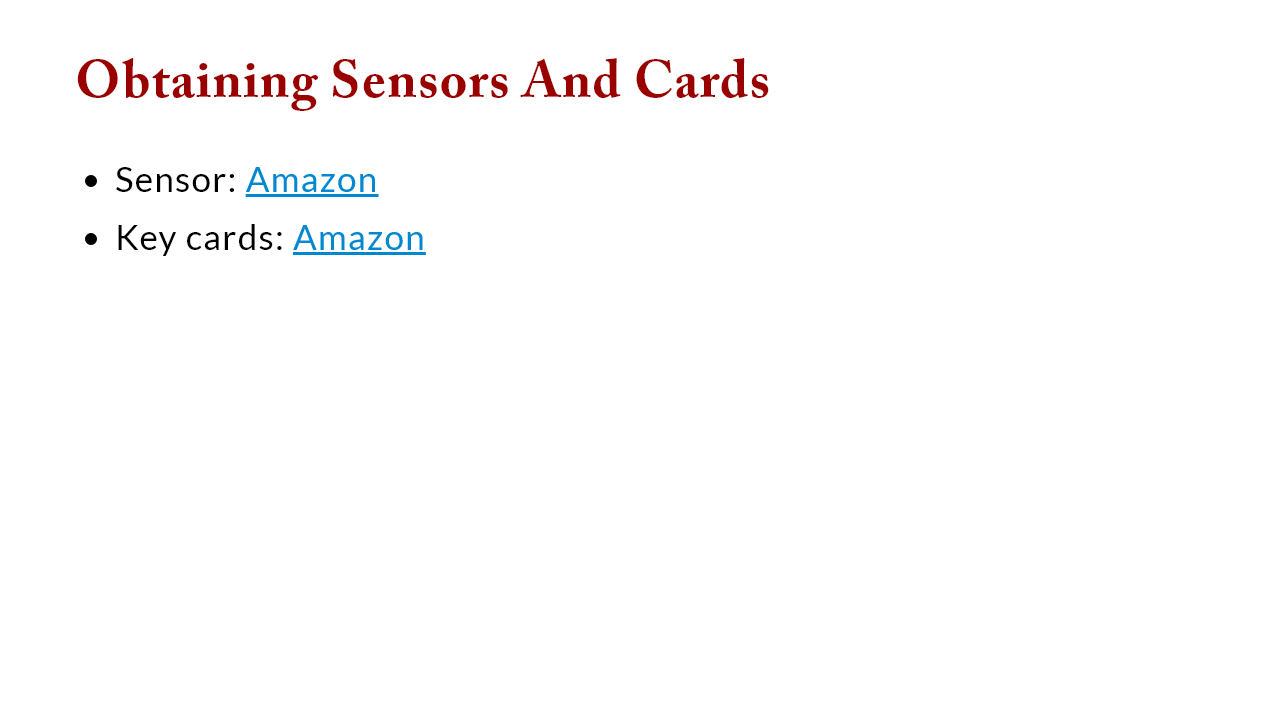 Obtaining Sensors And Cards
• Sensor: Amazon
• Key cards: Amazon